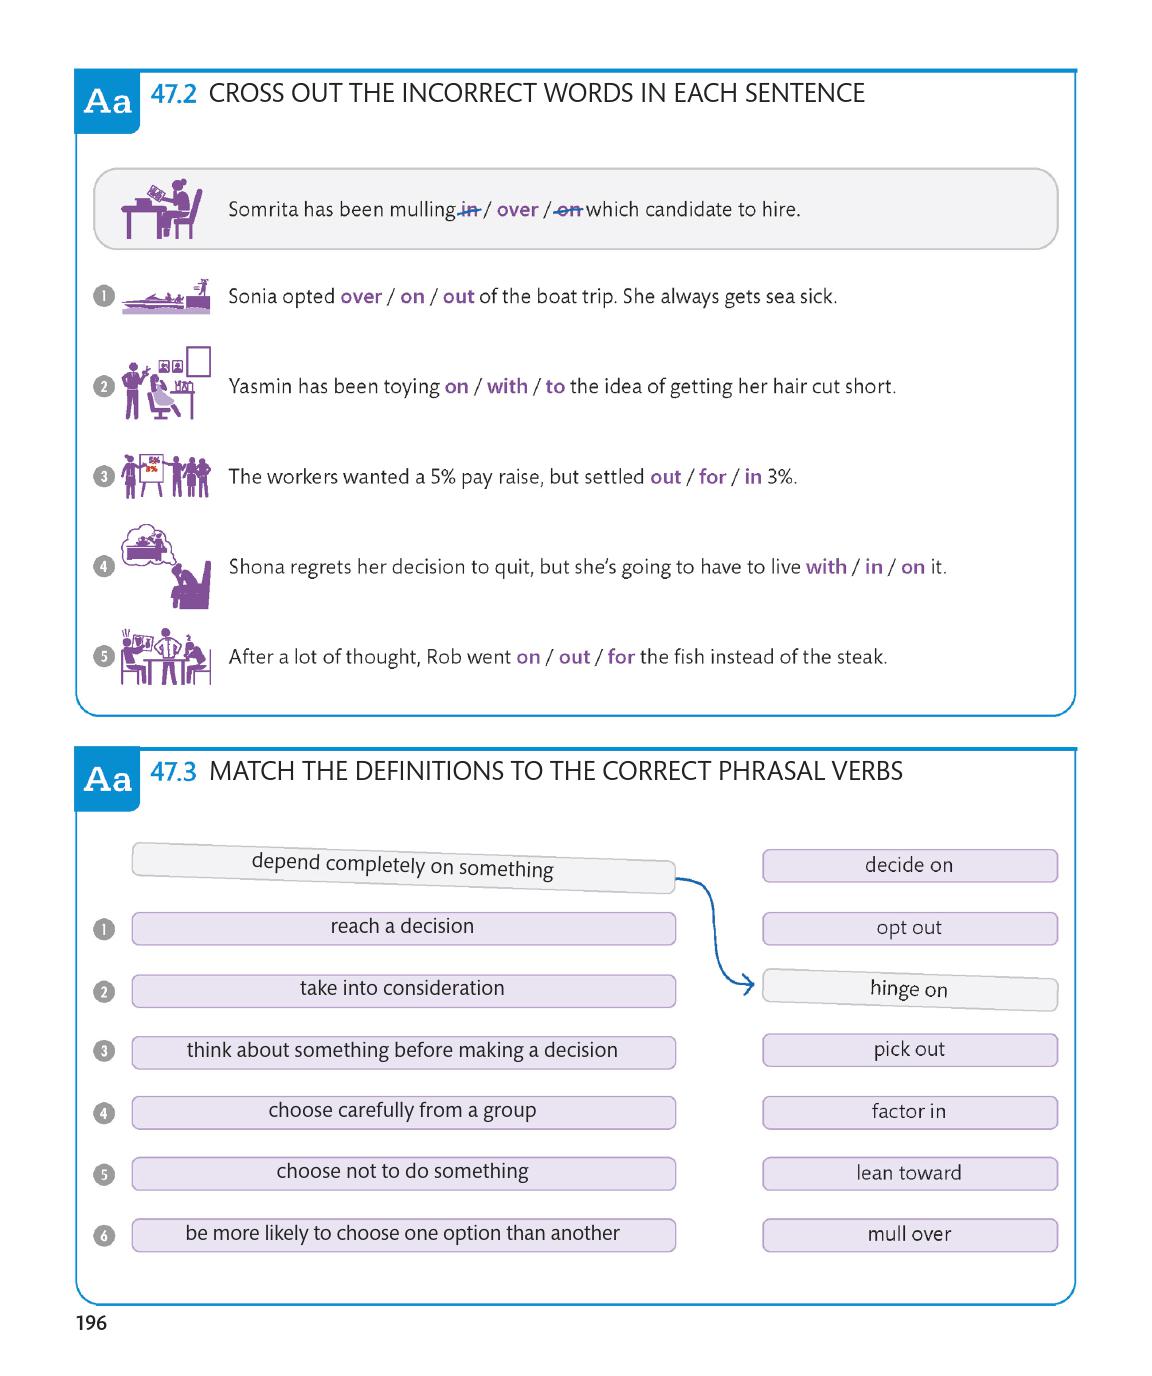 Aa 47.2 CROSS OUT THE INCORRECT WORDS IN EACH SENTENCE
Somrita has been mulling in / over / on which candidate to hire.
1 Sonia opted over / on / out of the boat trip. She always gets sea sick.
2 Yasmin has been toying on / with / to the idea of getting her hair cut short.
5%
3%
3 The workers wanted a 5% pay raise, but settled out / for / in 3%.
4 Shona regrets her decision to quit, but she's going to have to live with / in / on it.
5 After a lot of thought, Rob went on / out / for the fish instead of the steak.
Aa 47.3 MATCH THE DEFINITIONS TO THE CORRECT PHRASAL VERBS
depend completely on something
decide on
1 reach a decision
opt out
2 take into consideration
hinge on
3 think about something before making a decision
pick out
4 choose carefully from a group
factor in
5 choose not to do something
lean toward
6 be more likely to choose one option than another
mull over
196